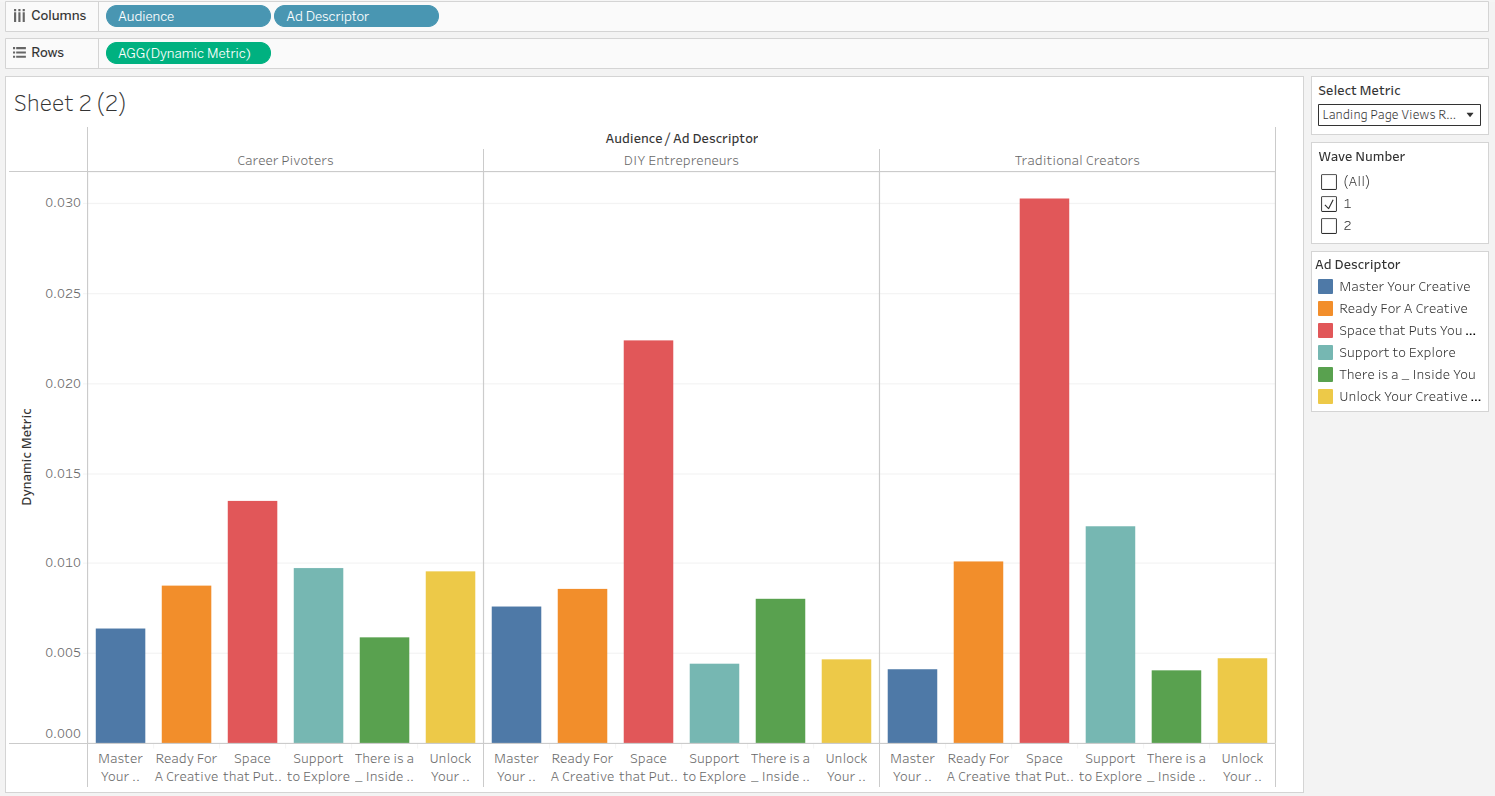 Columns
Audience
Ad Descriptor
Rows
AGG(Dynamic Metric)
Sheet 2 (2)
Audience / Ad Descriptor
Career Pivoters
DIY Entrepreneurs
Traditional Creators
Dynamic Metric
0.030
0.025
0.020
0.015
0.010
0.005
0.000
Master Ready For Space Support There is a Unlock Master Ready For Space Support There is a Unlock Master Ready For Space Support There is a Unlock
Your .. A Creative that Put.. to Explore _ Inside .. Your .. Your .. A Creative that Put.. to Explore _ Inside .. Your .. Your .. A Creative that Put.. to Explore _ Inside .. Your ..
Select Metric
Landing Page Views R...
Wave Number
(All)
1
2
Ad Descriptor
Master Your Creative
Ready For A Creative
Space that Puts You ...
Support to Explore
There is a _ Inside You
Unlock Your Creative ...